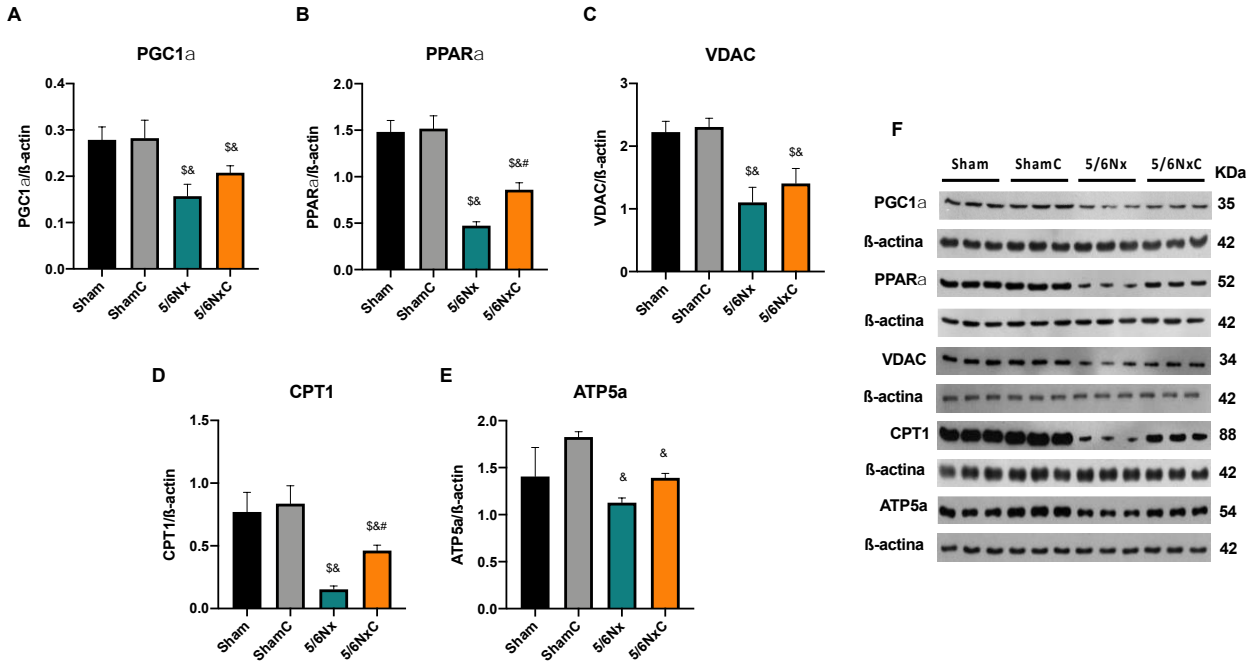 A
PGC1a
PGC1a/ß-actin
0.4
0.3
0.2
0.1
0.0
$&
$&
Sham
ShamC
5/6Nx
5/6NxC
B
PPARa
PPARa/ß-actin
2.0
1.5
1.0
0.5
0.0
$&
$&#
Sham
ShamC
5/6Nx
5/6NxC
C
VDAC
VDAC/ß-actin
3
2
1
0
$&
$&
Sham
ShamC
5/6Nx
5/6NxC
D
CPT1
CPT1/ß-actin
1.5
1.0
0.5
0.0
$&
$&#
Sham
ShamC
5/6Nx
5/6NxC
E
ATP5a
ATP5a/ß-actin
2.0
1.5
1.0
0.5
0.0
&
&
Sham
ShamC
5/6Nx
5/6NxC
F
Sham ShamC 5/6Nx 5/6NxC KDa
PGC1a 35
ß-actina 42
PPARa 52
ß-actina 42
VDAC 34
ß-actina 42
CPT1 88
ß-actina 42
ATP5a 54
ß-actina 42